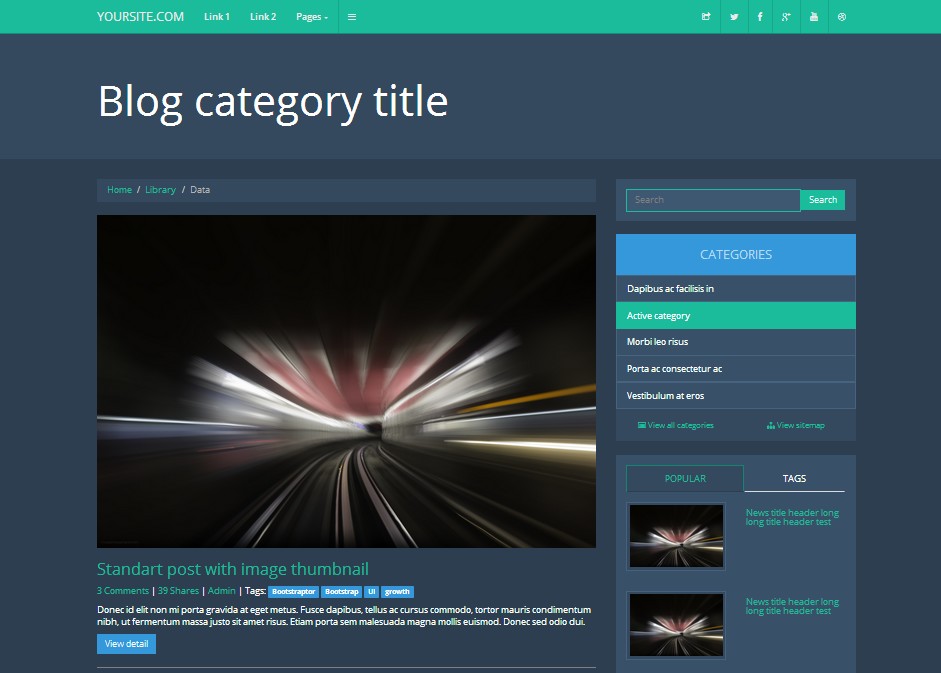 YOURSITE.COM Link 1 Link 2 Pages
Blog category title
Home / Library / Data
Standart post with image thumbnail
3 Comments | 39 Shares | Admin | Tags: Bootstraptor Bootstrap UI growth
Donec id elit non mi porta gravida at eget metus. Fusce dapibus, tellus ac cursus commodo, tortor mauris condimentum
nibh, ut fermentum massa justo sit amet risus. Etiam porta sem malesuada magna mollis euismod. Donec sed odio dui.
View detail
Search Search
CATEGORIES
Dapibus ac facilisis in
Active category
Morbi leo risus
Porta ac consectetur ac
Vestibulum at eros
View all categories View sitemap
POPULAR TAGS
News title header long
long title header test
News title header long
long title header test